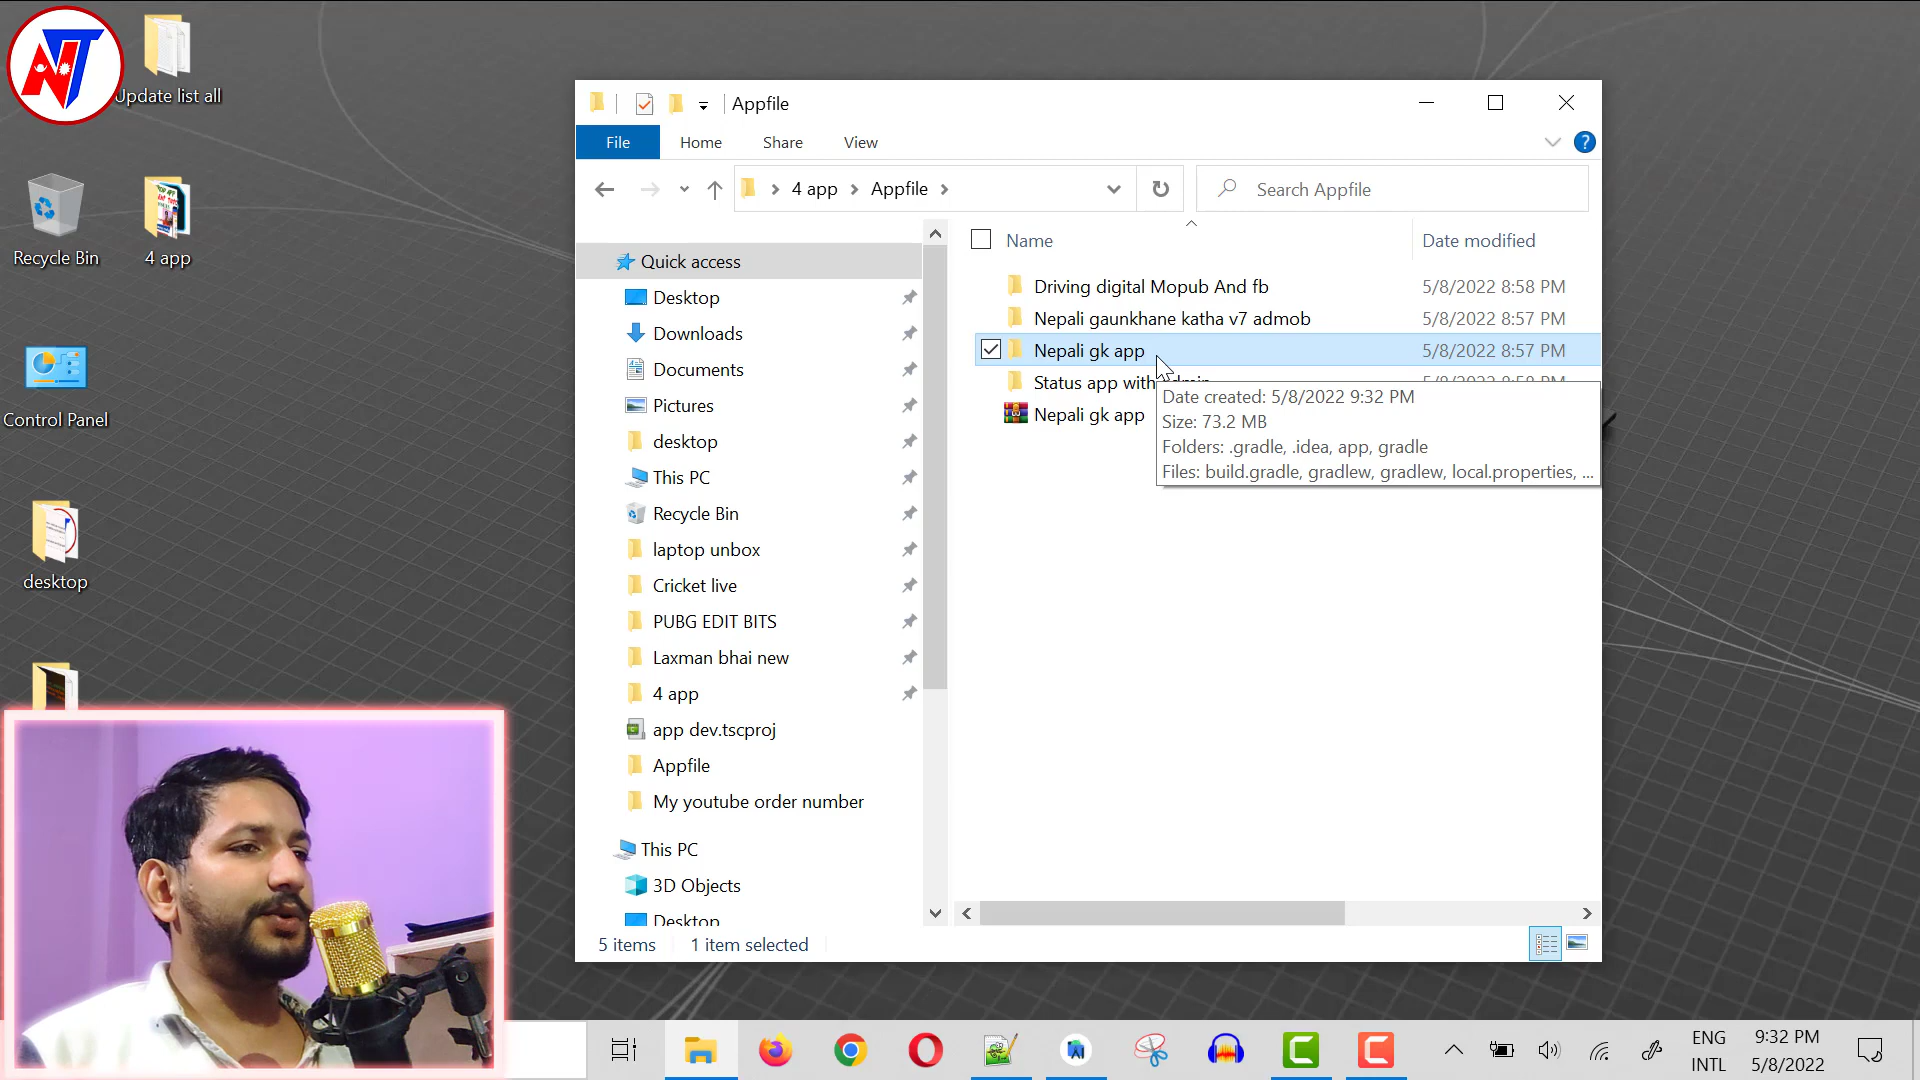 NT
Update list all
Recycle Bin
4 app
Control Panel
desktop
Appfile
File
Home
Share
View
4 app
Appfile
Search Appfile
Name
Date modified
Quick access
Desktop
Downloads
Documents
Pictures
desktop
This PC
Recycle Bin
laptop unbox
Cricket live
PUBG EDIT BITS
Laxman bhai new
4 app
app dev.tscproj
Appfile
My youtube order number
This PC
3D Objects
Desktop
Driving digital Mopub And fb 5/8/2022 8:58 PM
Nepali gaunkhane katha v7 admob 5/8/2022 8:57 PM
Nepali gk app 5/8/2022 8:57 PM
Status app with
Nepali gk app
Date created: 5/8/2022 9:32 PM
Size: 73.2 MB
Folders: .gradle, .idea, app, gradle
Files: build.gradle, gradlew, gradlew, local.properties, ...
5 items 1 item selected
ENG
INTL
9:32 PM
5/8/2022